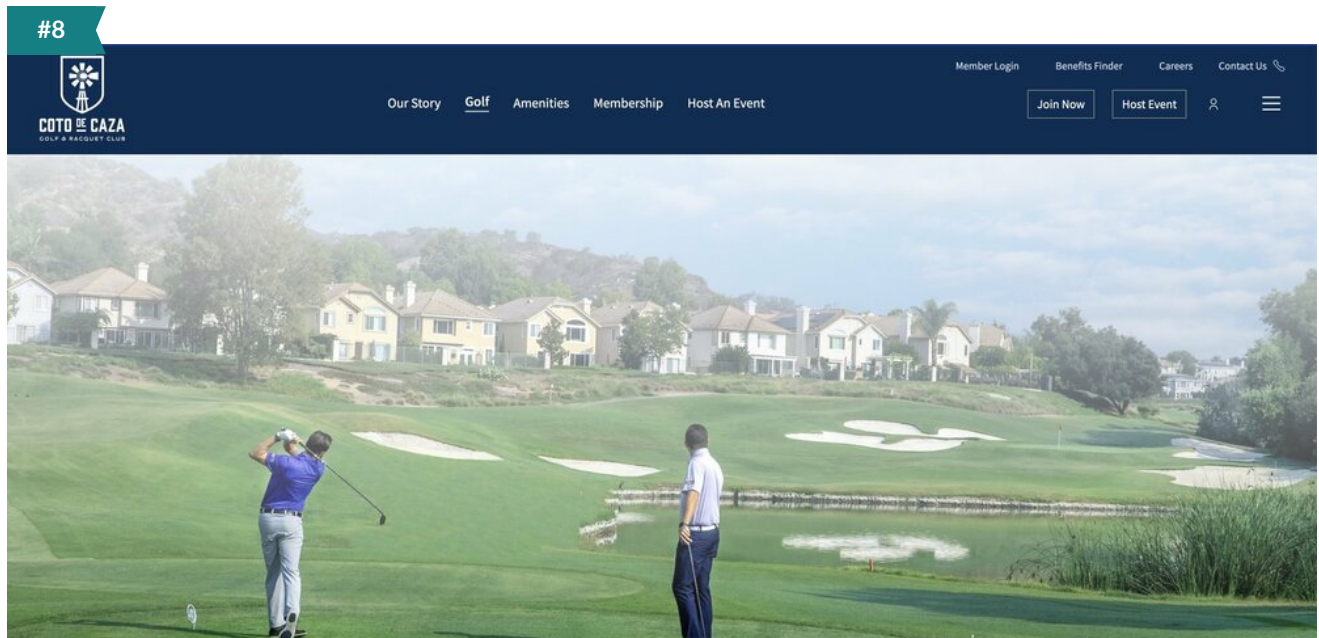 #8
Member Login Benefits Finder Careers Contact Us
COTO DE CAZA
GOLF & RACQUET CLUB
Our Story Golf Amenities Membership Host An Event
Join Now Host Event